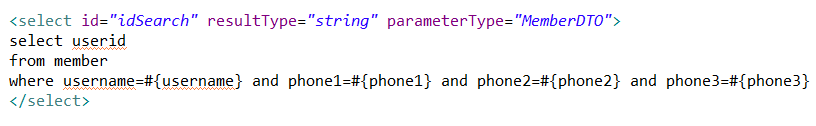 <select id="idSearch" resultType="string" parameterType="MemberDTO">
select userid
from member
where username=#{username} and phone1=#{phone1} and phone2=#{phone2} and phone3=#{phone3}
</select>